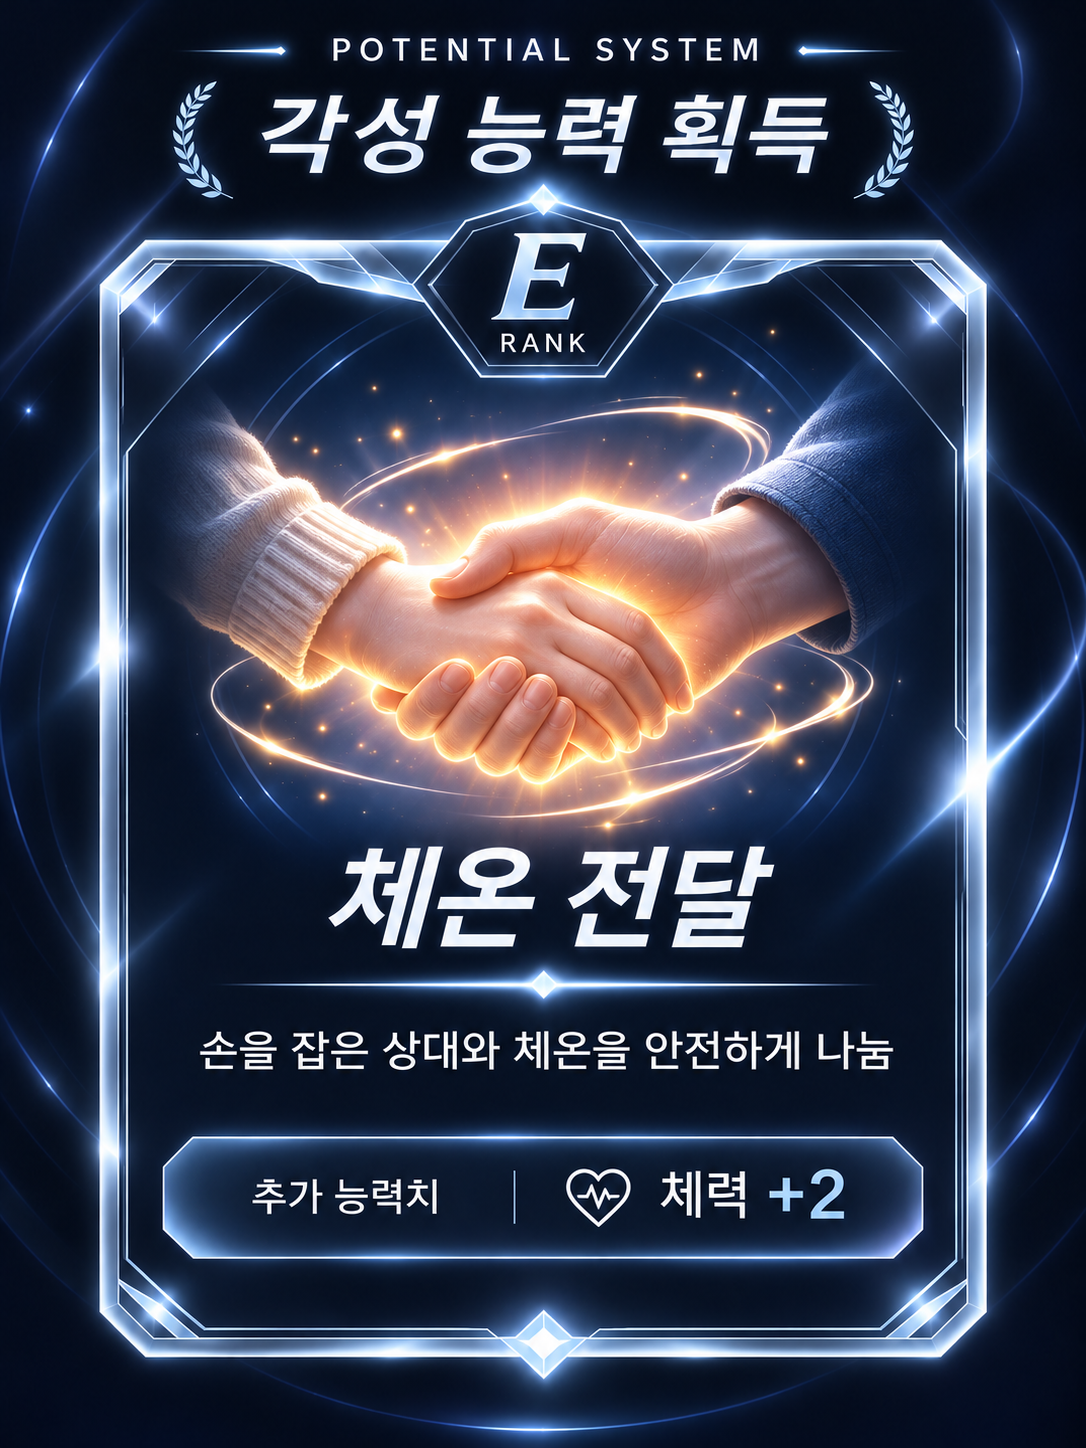 POTENTIAL SYSTEM
각성 능력 획득
E
RANK
체온 전달
손을 잡은 상대와 체온을 안전하게 나눔
추가 능력치
체력 +2